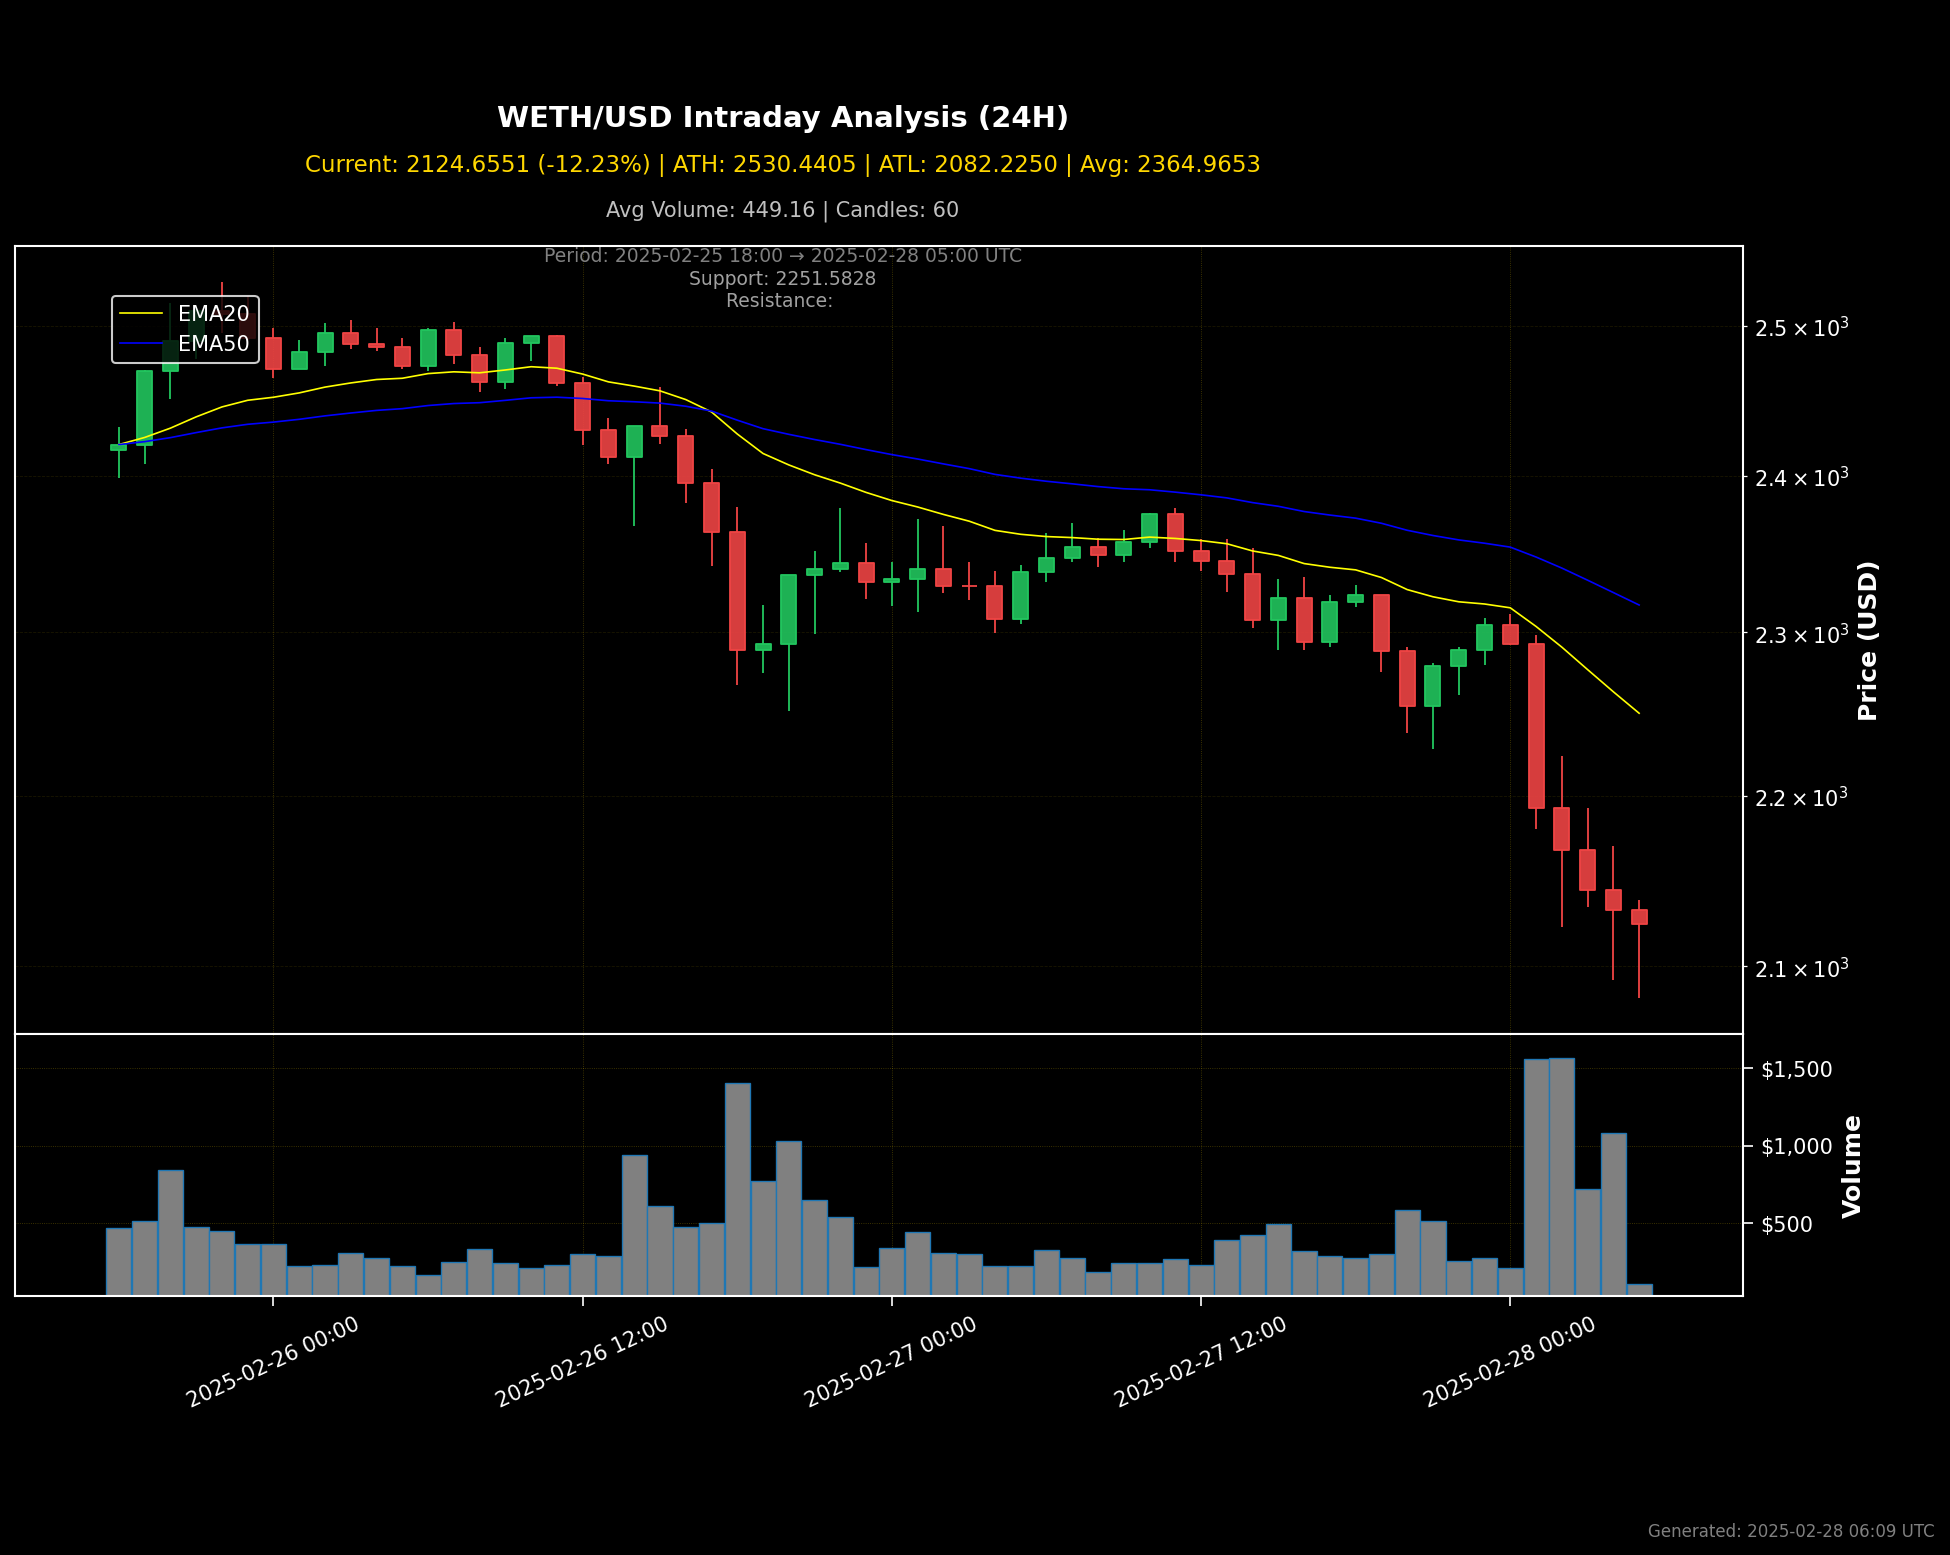 WETH/USD Intraday Analysis (24H)
Current: 2124.6551 (-12.23%) | ATH: 2530.4405 | ATL: 2082.2250 | Avg: 2364.9653
Avg Volume: 449.16 | Candles: 60
Period: 2025-02-25 18:00 → 2025-02-28 05:00 UTC
Support: 2251.5828
Resistance:
EMA20
EMA50
2.5 × 10³
2.4 × 10³
2.3 × 10³
2.2 × 10³
2.1 × 10³
Price (USD)
$1,500
$1,000
$500
Volume
2025-02-26 00:00
2025-02-26 12:00
2025-02-27 00:00
2025-02-27 12:00
2025-02-28 00:00
Generated: 2025-02-28 06:09 UTC